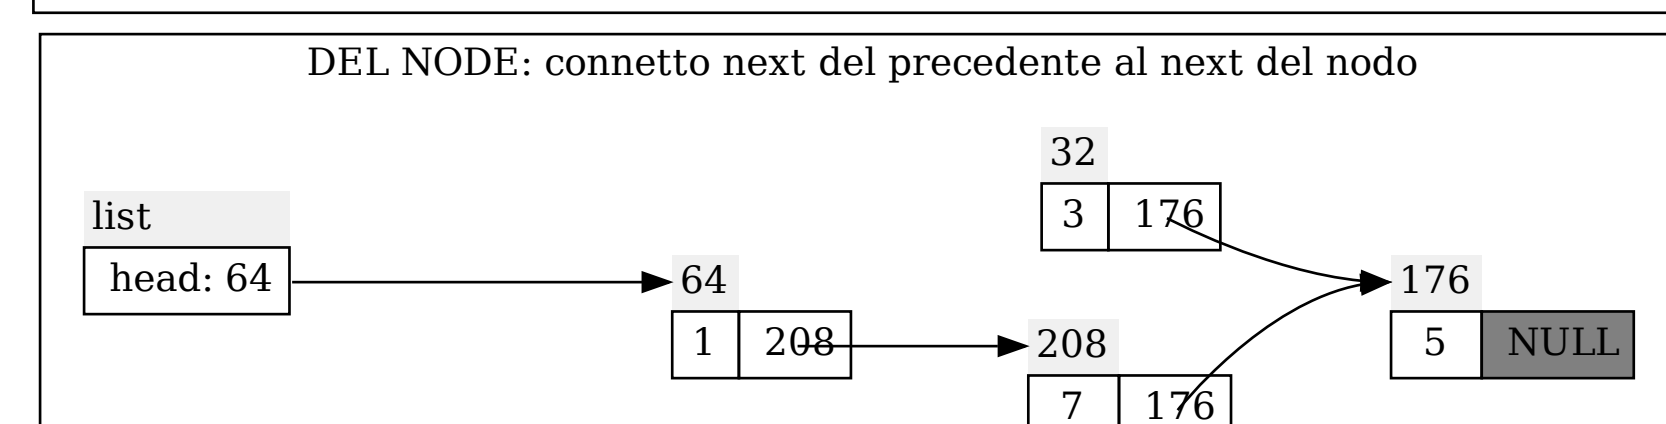 DEL NODE: connetto next del precedente al next del nodo
32
3 176
list
head: 64
64
1 208
176
5 NULL
208
7 176